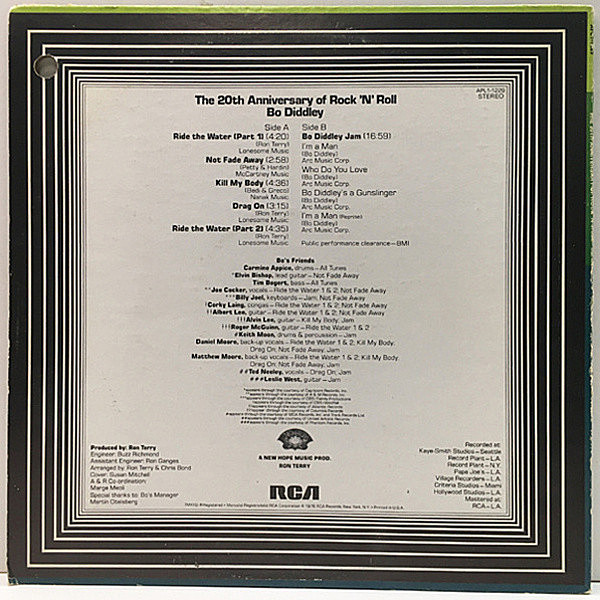 APL1-1229
STEREO
The 20th Anniversary of Rock 'N' Roll
Bo Diddley
Side A
Ride the Water (Part 1) (4:20)
(Ron Terry)
Lonesome Music
Not Fade Away (2:58)
(Petty & Hardin)
McCartney Music
Kill My Body (4:36)
(Bedi & Greco)
Nanak Music
Drag On (3:15)
(Ron Terry)
Lonesome Music
Ride the Water (Part 2) (4:35)
(Ron Terry)
Lonesome Music
Side B
Bo Diddley Jam (16:59)
I'm a Man
(Bo Diddley)
Arc Music Corp.
Who Do You Love
(Bo Diddley)
Arc Music Corp.
Bo Diddley's a Gunslinger
(Bo Diddley)
Arc Music Corp.
I'm a Man (Reprise)
(Bo Diddley)
Arc Music Corp.
Public performance clearance—BMI
Bo's Friends
Carmine Appice, drums—All Tunes
*Elvin Bishop, lead guitar—Not Fade Away
Tim Bogert, bass—All Tunes
**Joe Cocker, vocals—Ride the Water 1 & 2; Not Fade Away
***Billy Joel, keyboards—Jam; Not Fade Away
†Corky Laing, congas—Ride the Water 1 & 2; Not Fade Away
††Albert Lee, guitar—Ride the Water 1 & 2; Not Fade Away
†††Alvin Lee, guitar—Kill My Body; Jam
†††Roger McGuinn, guitar—Ride the Water 1 & 2
#Keith Moon, drums & percussion—Jam
Daniel Moore, back-up vocals—Ride the Water 1 & 2; Kill My Body;
Drag On; Not Fade Away; Jam
Matthew Moore, back-up vocals—Ride the Water 1 & 2; Kill My Body;
Drag On; Not Fade Away; Jam
##Ted Neeley, vocals—Drag On; Jam
###Leslie West, guitar—Jam
A NEW HOPE MUSIC PROD.
RON TERRY
Produced by: Ron Terry
Engineer: Buzz Richmond
Assistant Engineer: Ron Ganges
Arranged by: Ron Terry & Chris Bond
Cover: Susan Mitchell
A & R Co-ordination:
Marge Meoli
Special thanks to: Bo's Manager
Martin Otelsberg
Recorded at:
Kaye-Smith Studios—Seattle
Record Plant—L.A.
Record Plant—N.Y.
Papa Joe's—L.A.
Village Recorders—L.A.
Criteria Studios—Miami
Hollywood Studios—L.A.
Mastered at:
RCA—L.A.
RCA